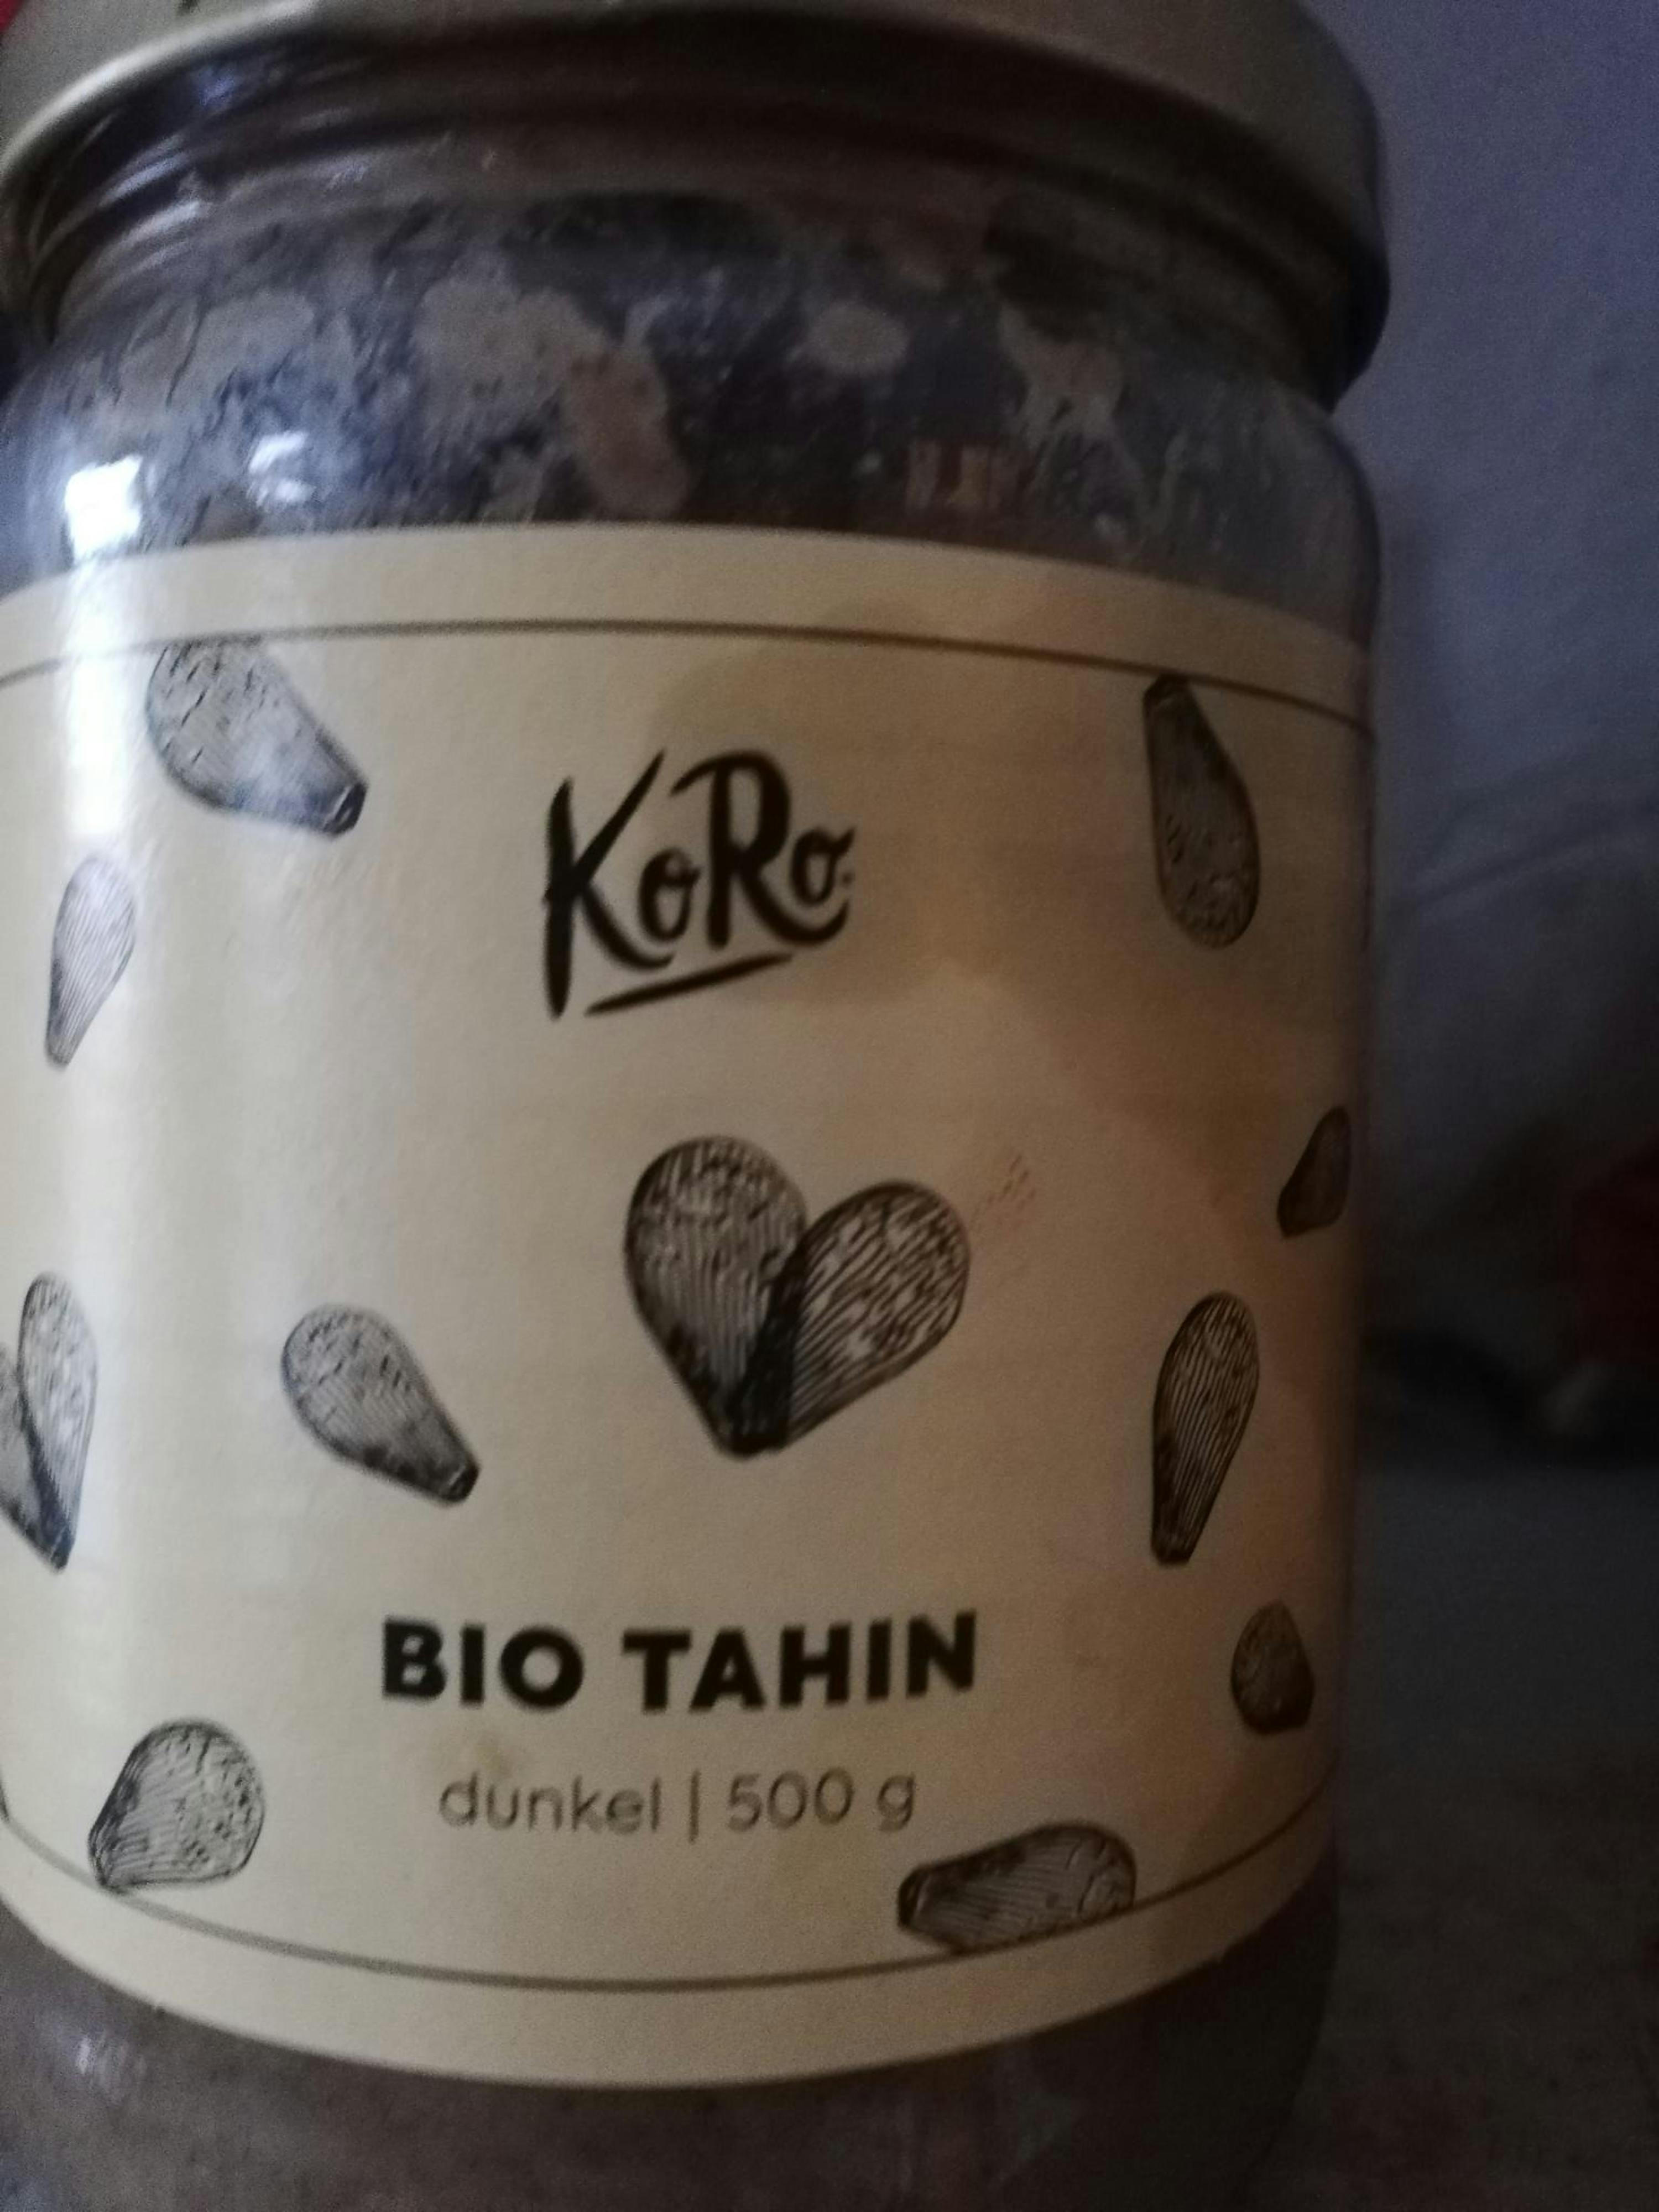 KoRo
BIO TAHIN
dunkel | 500 g